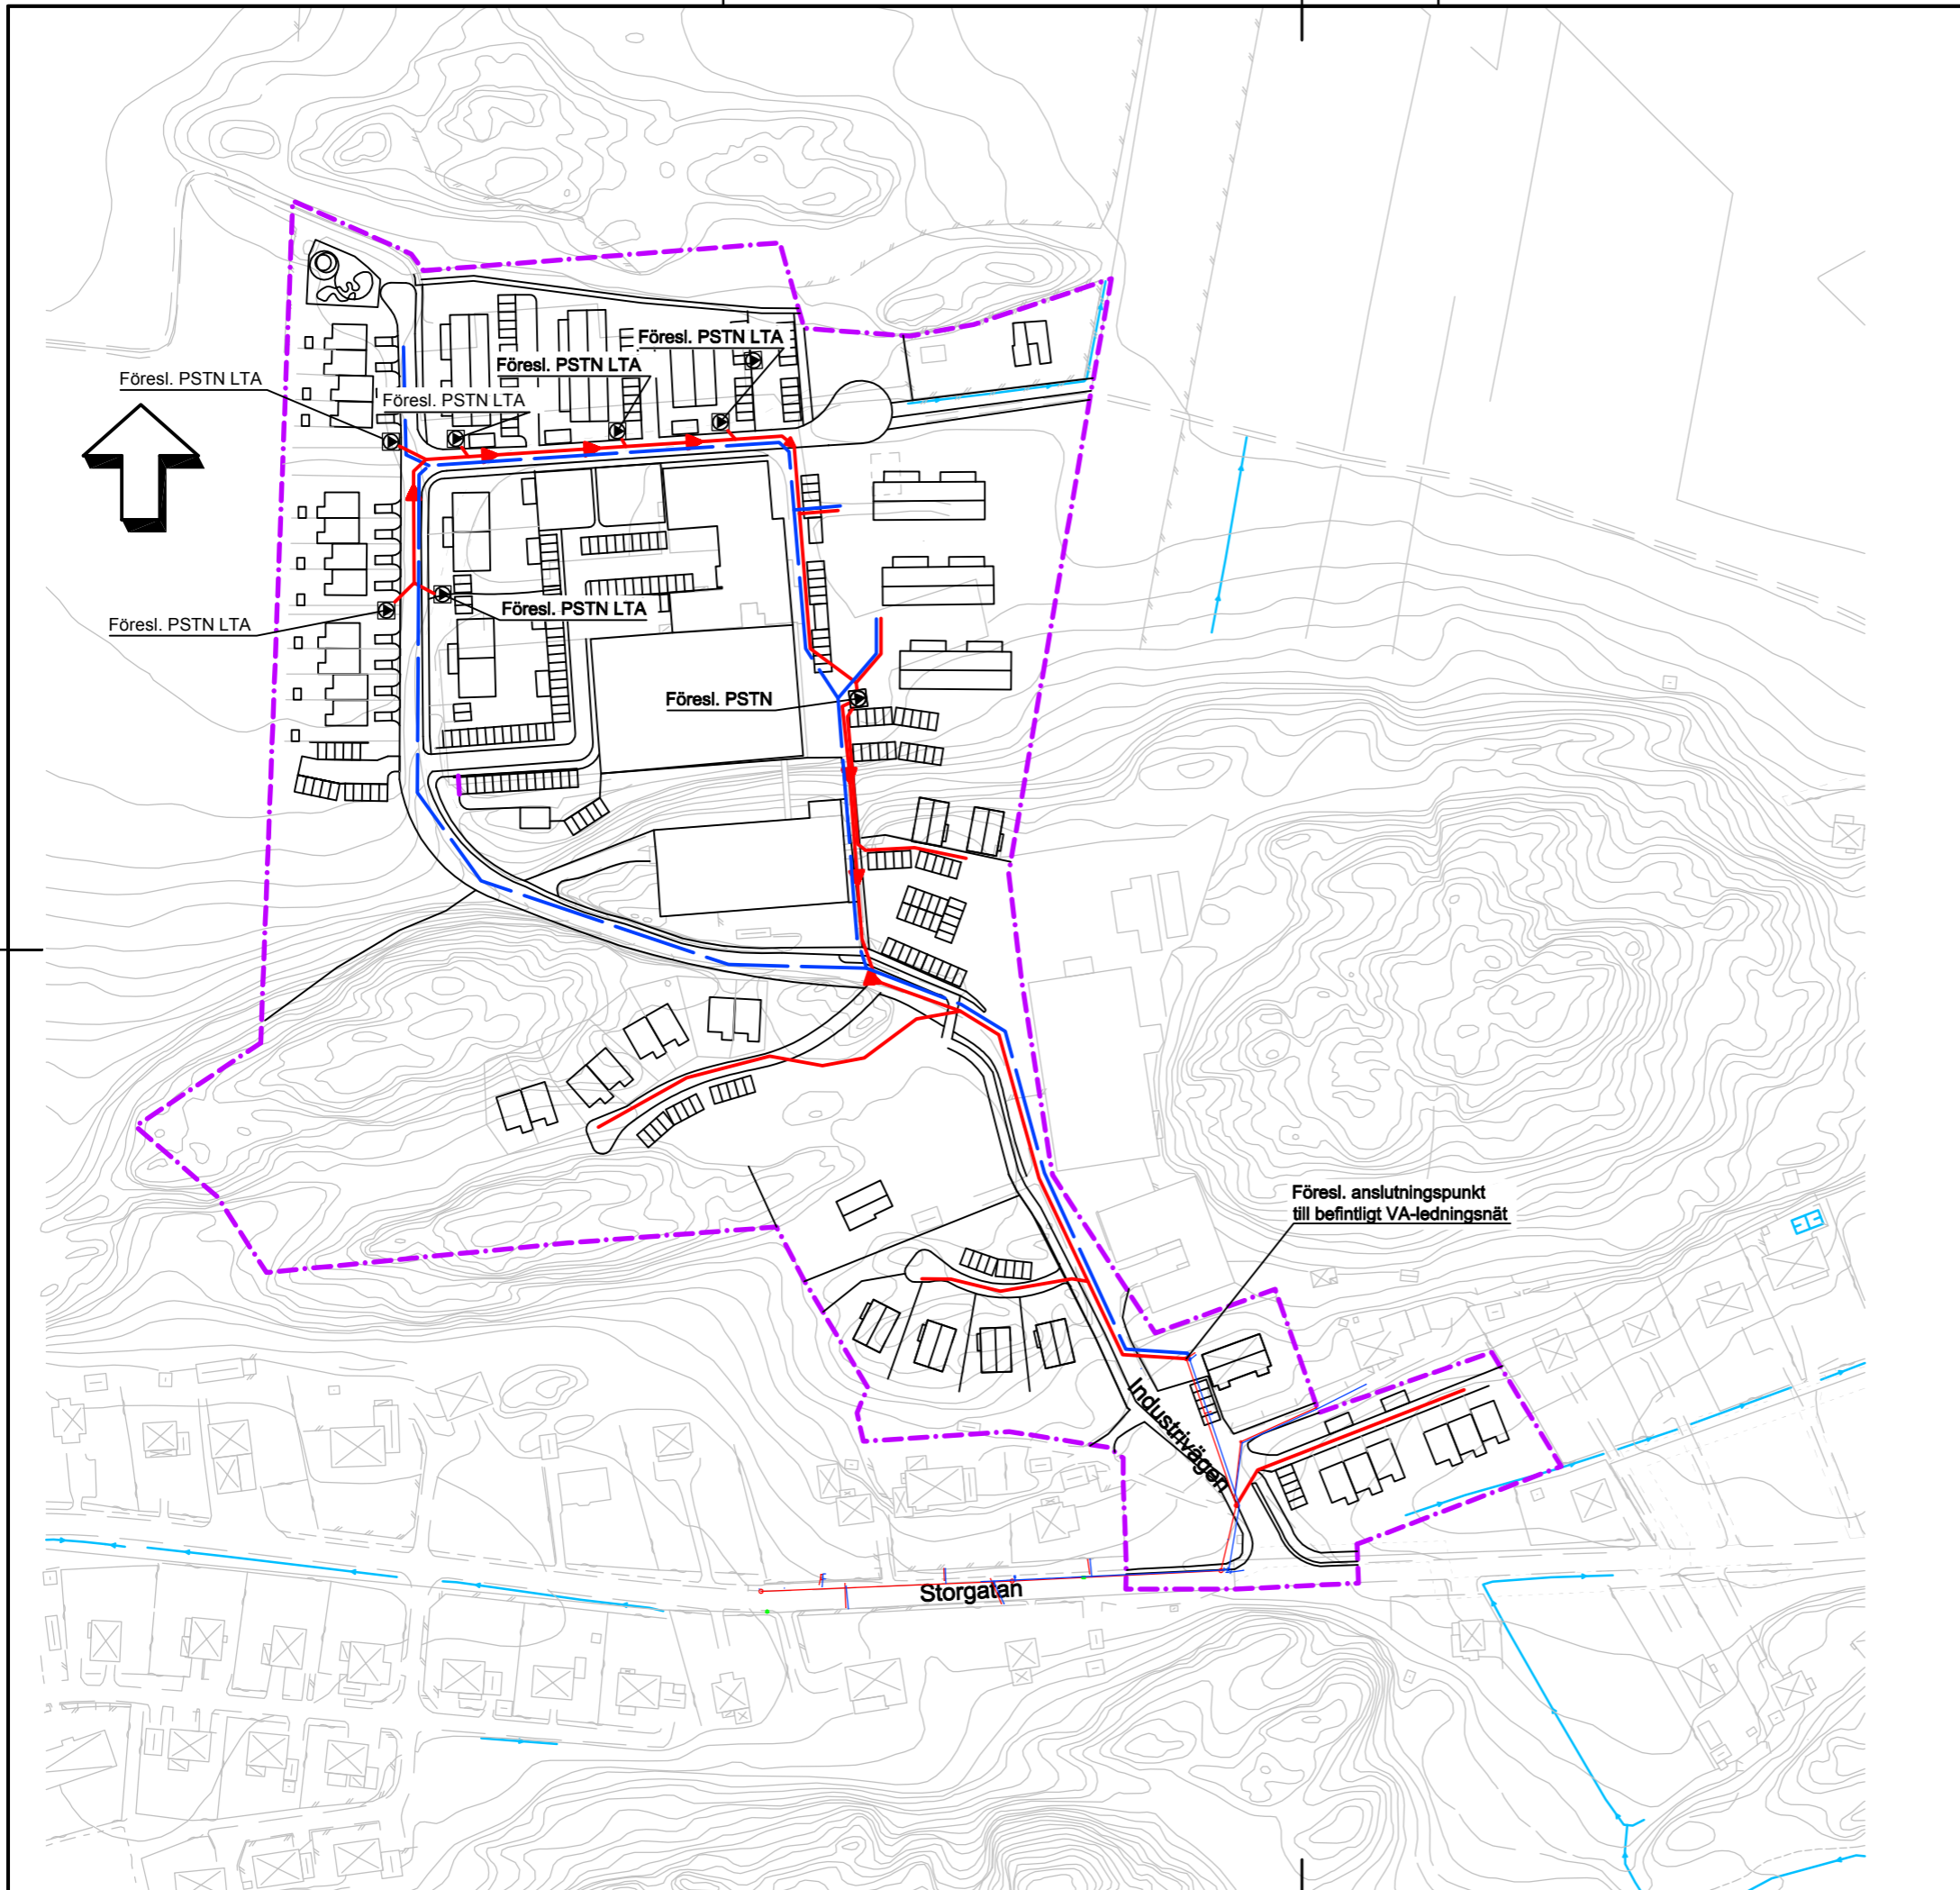 Föresl. PSTN LTA
Föresl. PSTN LTA
Föresl. PSTN LTA
Föresl. PSTN LTA
Föresl. PSTN LTA
Föresl. PSTN LTA
Föresl. PSTN
Föresl. anslutningspunkt
till befintligt VA-ledningsnät
Industrivägen
Storgatan